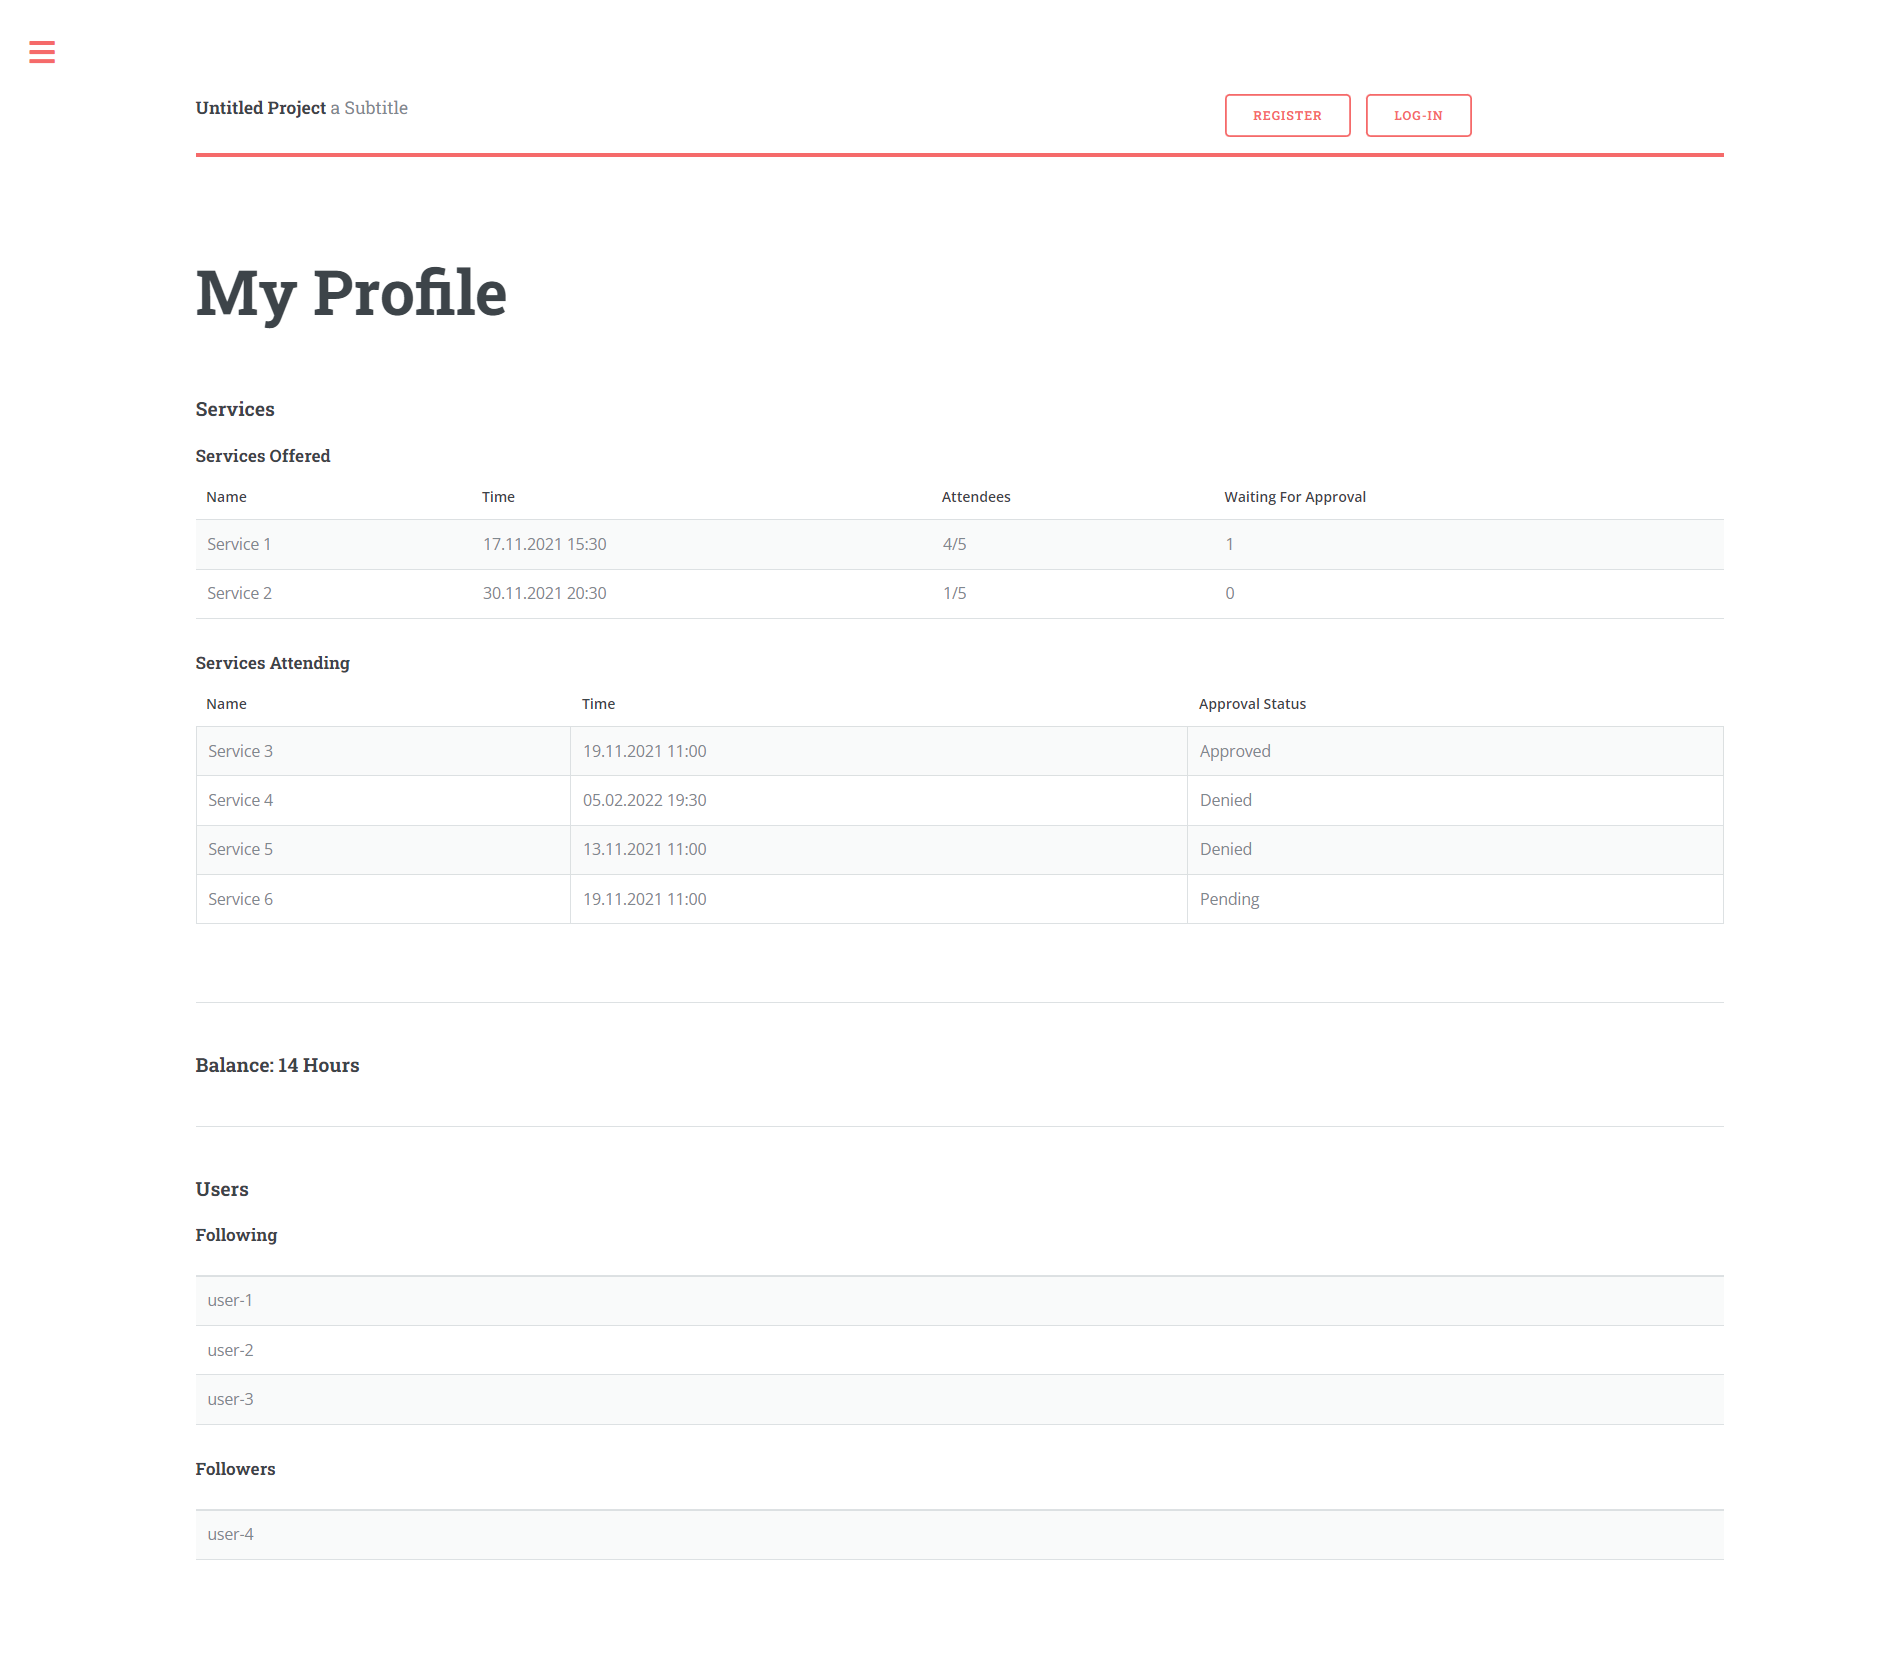 Untitled Project a Subtitle
REGISTER
LOG-IN
My Profile
Services
Services Offered
Name Time Attendees Waiting For Approval
Service 1 17.11.2021 15:30 4/5 1
Service 2 30.11.2021 20:30 1/5 0
Services Attending
Name Time Approval Status
Service 3 19.11.2021 11:00 Approved
Service 4 05.02.2022 19:30 Denied
Service 5 13.11.2021 11:00 Denied
Service 6 19.11.2021 11:00 Pending
Balance: 14 Hours
Users
Following
user-1
user-2
user-3
Followers
user-4